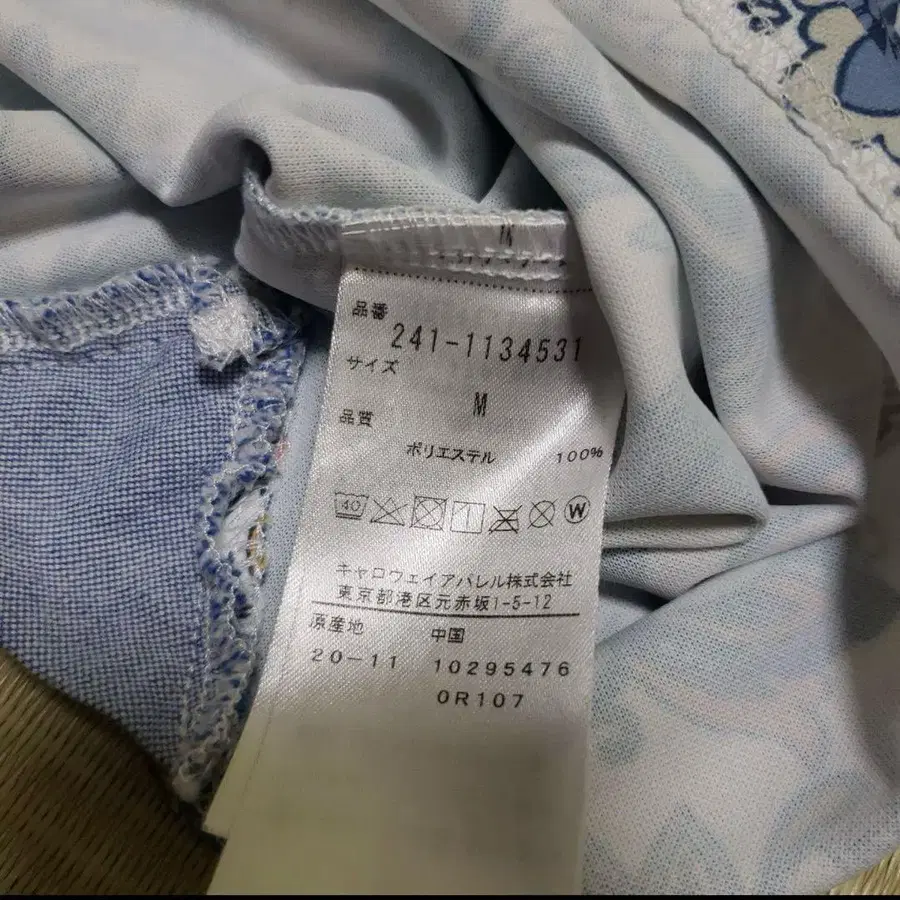 品番
241-1134531
サイズ
M
品質
ポリエステル 100%
40 W
キャロウェイアパレル株式会社
東京都港区元赤坂1-5-12
原産地 中国
20-11 10295476
0R107